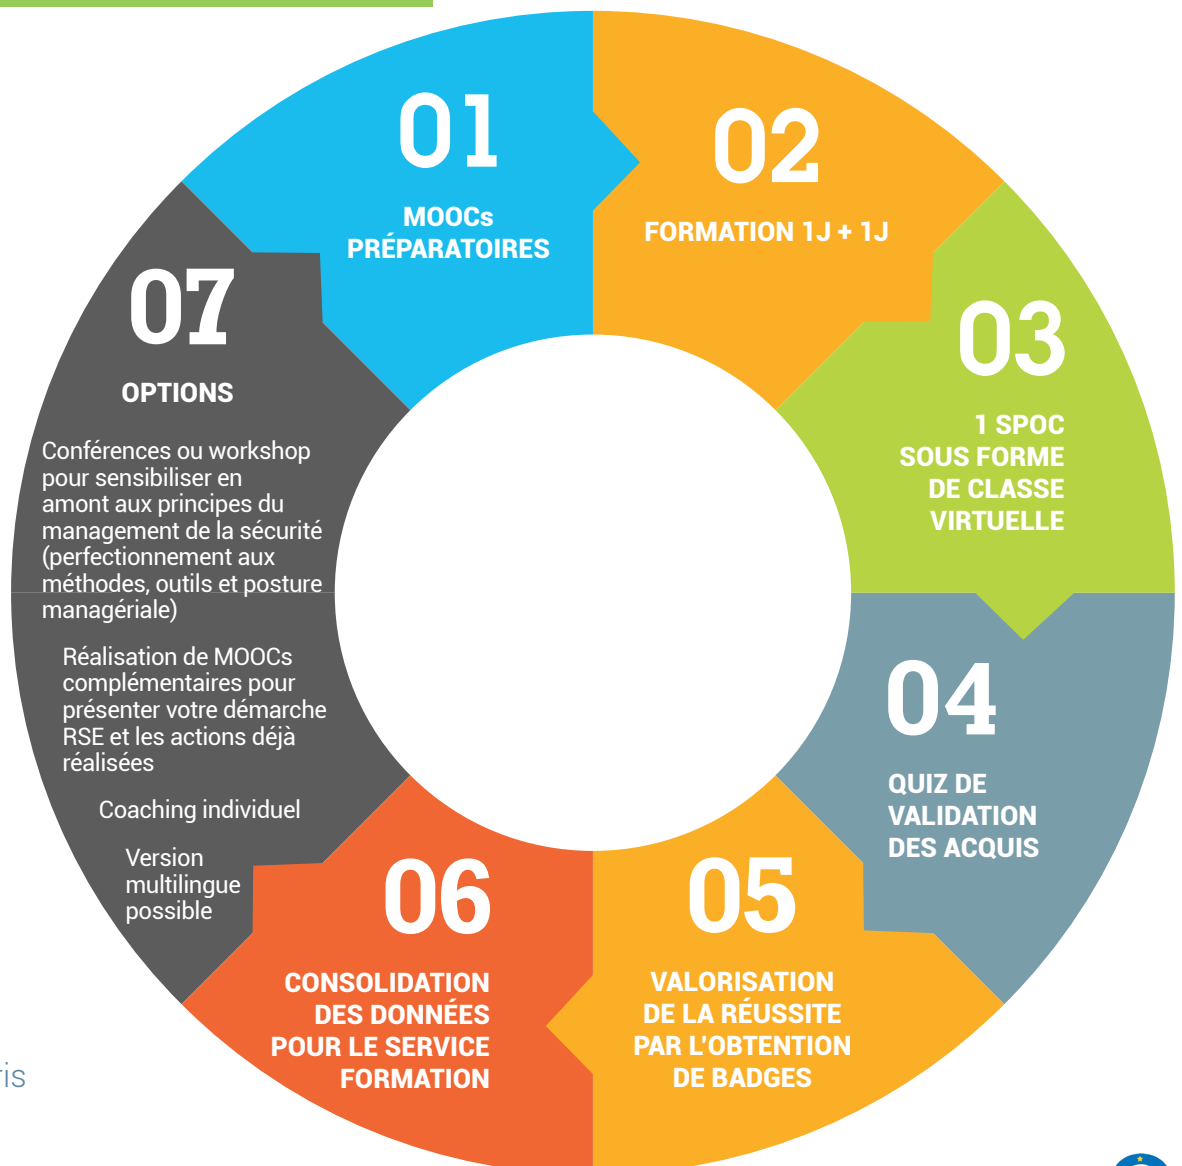 01
MOOCs
PRÉPARATOIRES
02
FORMATION 1J + 1J
03
1 SPOC
SOUS FORME
DE CLASSE
VIRTUELLE
04
QUIZ DE
VALIDATION
DES ACQUIS
05
VALORISATION
DE LA RÉUSSITE
PAR L'OBTENTION
DE BADGES
06
CONSOLIDATION
DES DONNÉES
POUR LE SERVICE
FORMATION
07
OPTIONS
Conférences ou workshop
pour sensibiliser en
amont aux principes du
management de la sécurité
(perfectionnement aux
méthodes, outils et posture
managériale)
Réalisation de MOOCs
complémentaires pour
présenter votre démarche
RSE et les actions déjà
réalisées
Coaching individuel
Version
multilingue
possible